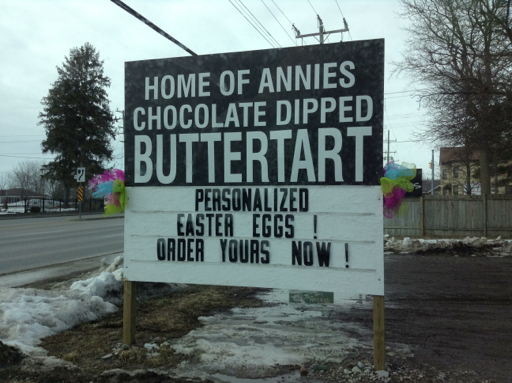 HOME OF ANNIES
CHOCOLATE DIPPED
BUTTERTART
PERSONALIZED
EASTER EGGS !
ORDER YOURS NOW !